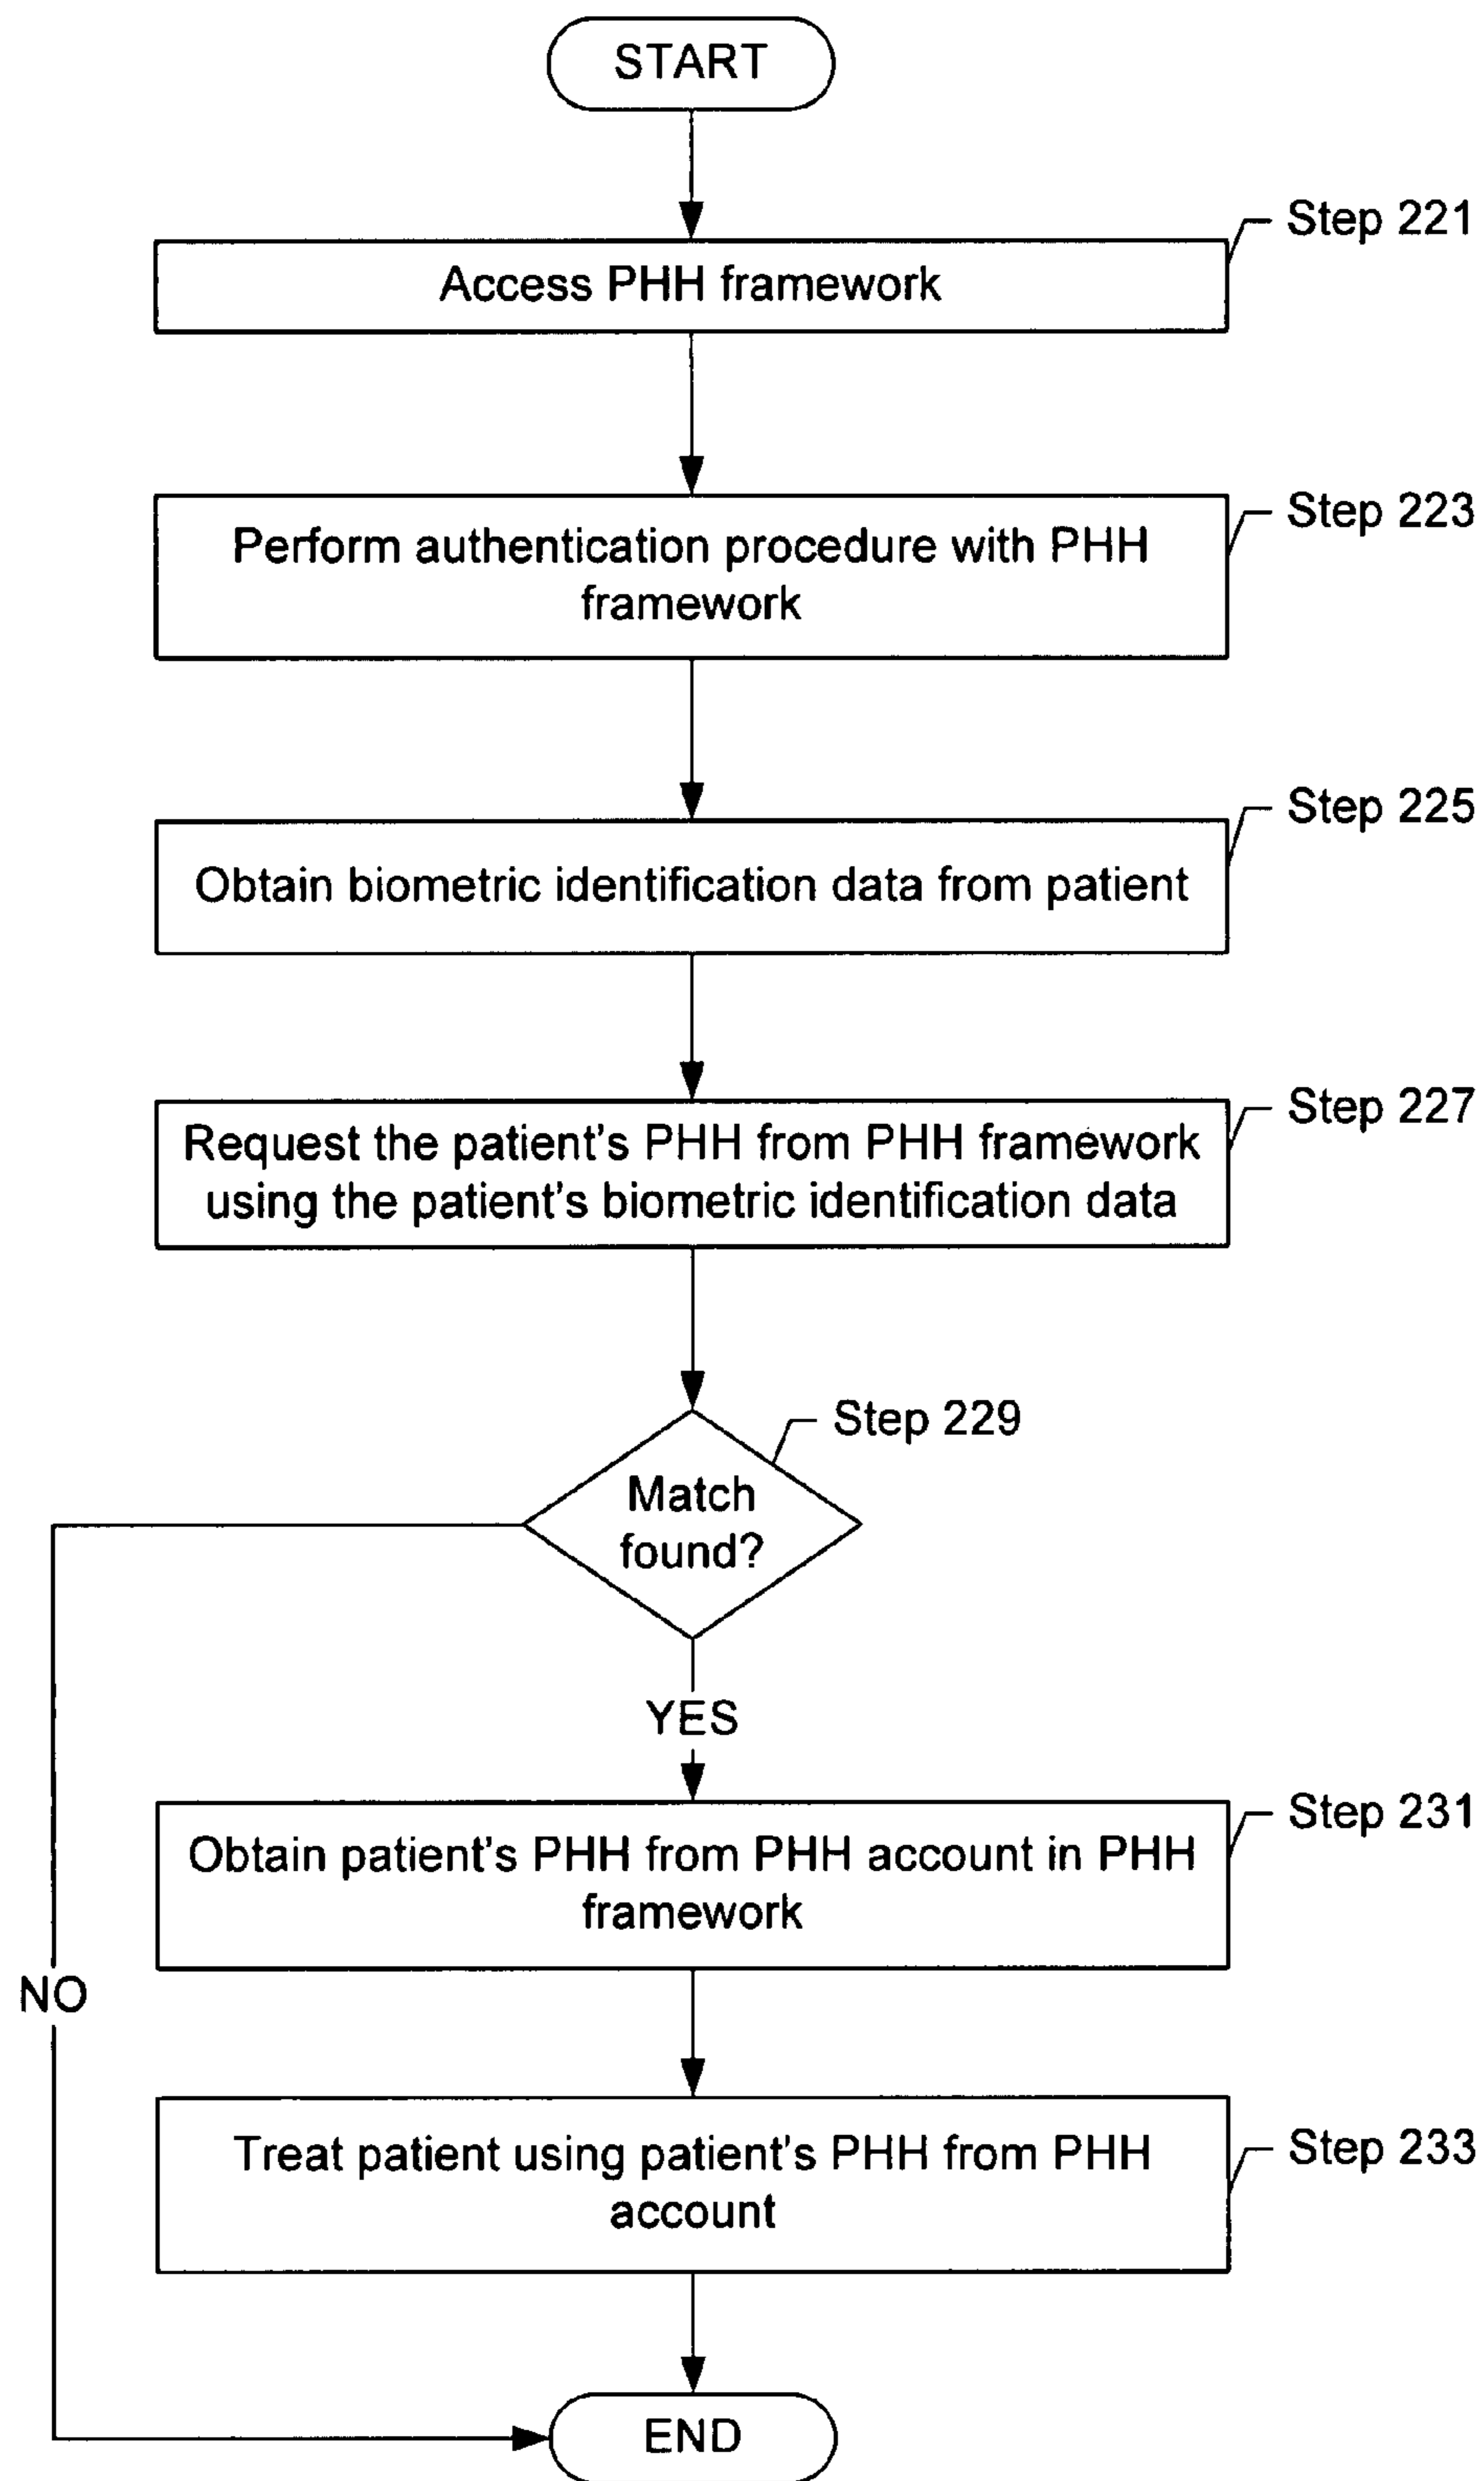 START
Step 221
Access PHH framework
Step 223
Perform authentication procedure with PHH
framework
Step 225
Obtain biometric identification data from patient
Step 227
Request the patient's PHH from PHH framework
using the patient's biometric identification data
Step 229
Match
found?
YES
Step 231
Obtain patient's PHH from PHH account in PHH
framework
NO
Step 233
Treat patient using patient's PHH from PHH
account
END